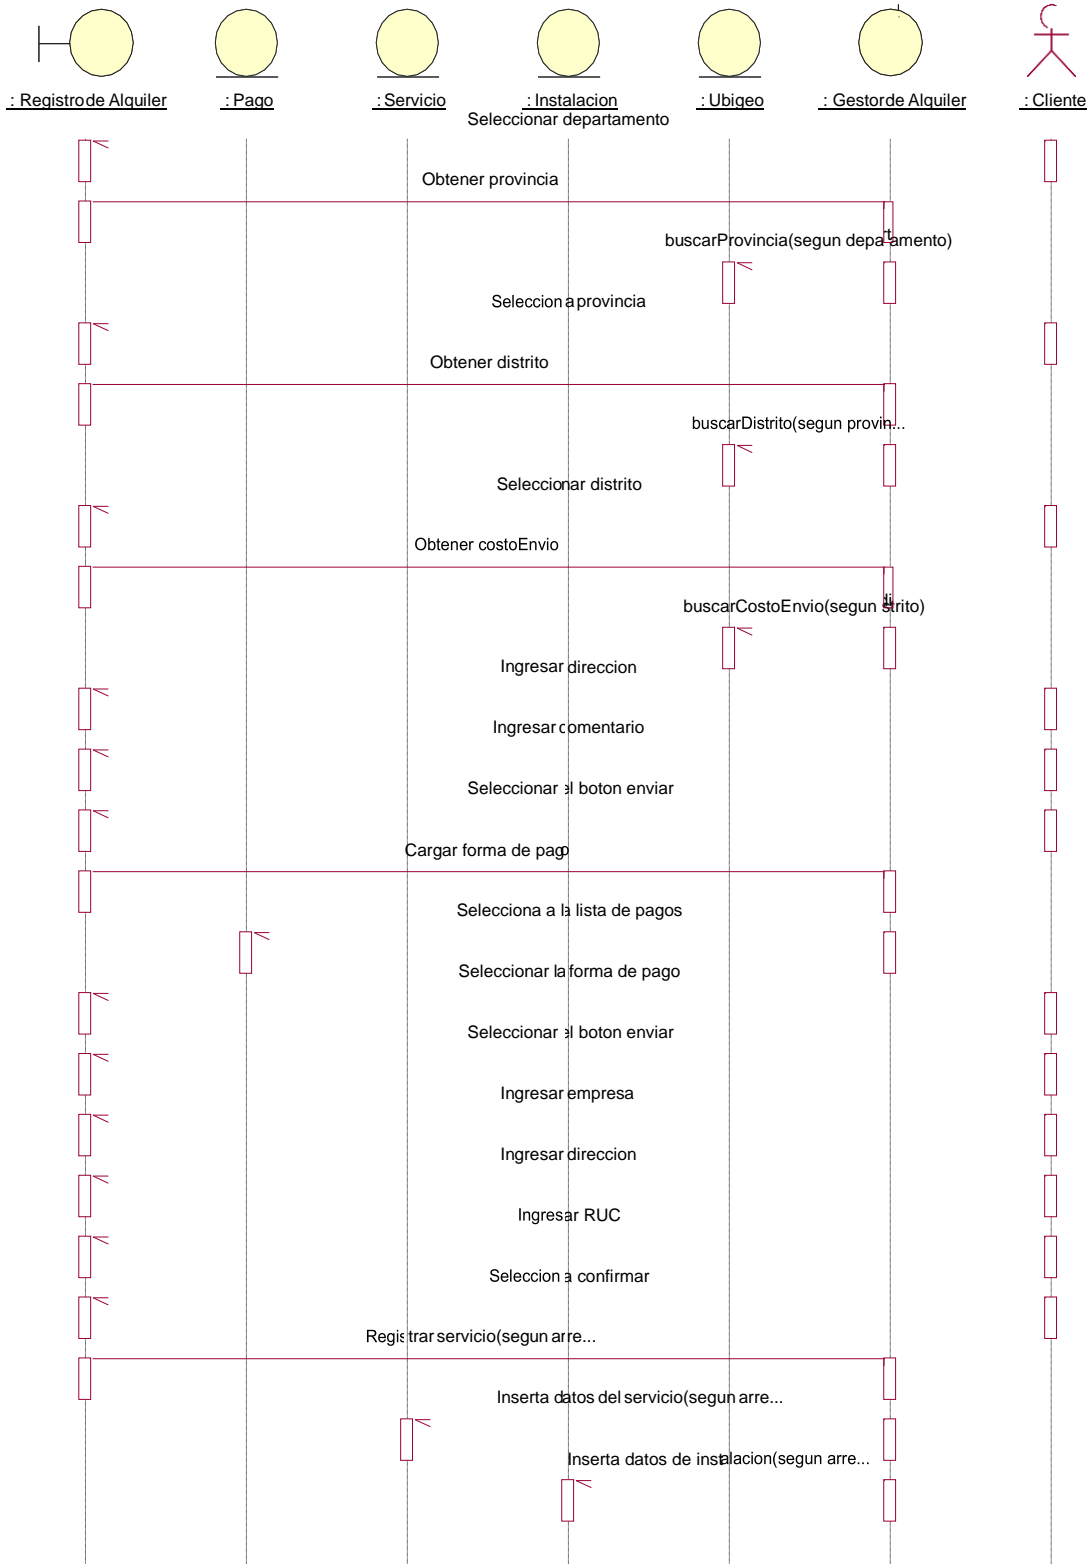 : Registro de Alquiler : Pago : Servicio : Instalacion : Ubigeo : Gestor de Alquiler : Cliente
Seleccionar departamento
Obtener provincia
buscarProvincia(segun departamento)
Selecciona provincia
Obtener distrito
buscarDistrito(segun provin...
Seleccionar distrito
Obtener costoEnvio
buscarCostoEnvio(segun distrito)
Ingresar direccion
Ingresar comentario
Seleccionar el boton enviar
Cargar forma de pago
Selecciona a la lista de pagos
Seleccionar la forma de pago
Seleccionar el boton enviar
Ingresar empresa
Ingresar direccion
Ingresar RUC
Selecciona confirmar
Registrar servicio(segun arre...
Inserta datos del servicio(segun arre...
Inserta datos de instalacion(segun arre...